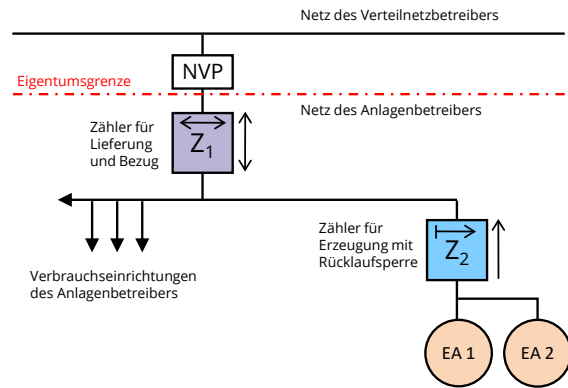 Netz des Verteilnetzbetreibers
NVP
Eigentumsgrenze
Netz des Anlagenbetreibers
Zähler für
Lieferung
und Bezug
Z1
Zähler für
Erzeugung mit
Rücklaufsperre
Z2
Verbrauchseinrichtungen
des Anlagenbetreibers
EA 1
EA 2